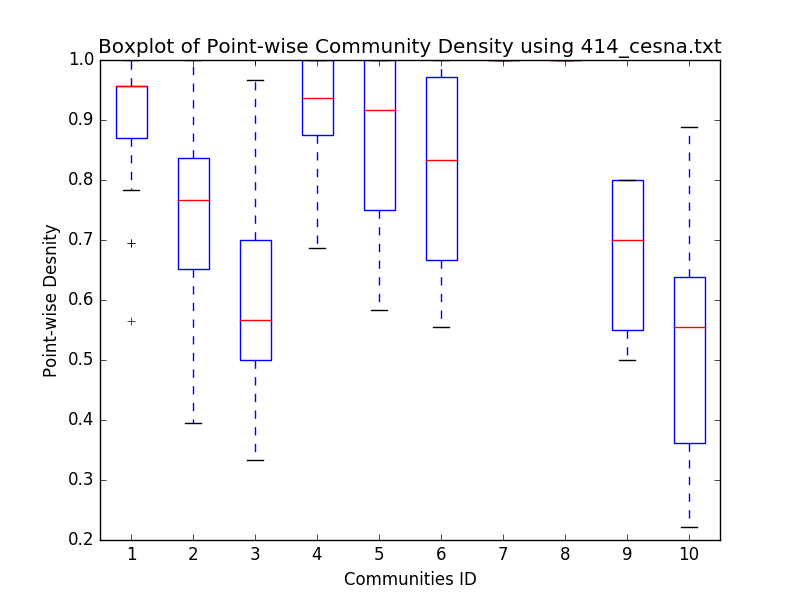 Boxplot of Point-wise Community Density using 414_cesna.txt
1.0
0.9
0.8
0.7
0.6
0.5
0.4
0.3
0.2
Point-wise Desnity
1 2 3 4 5 6 7 8 9 10
Communities ID